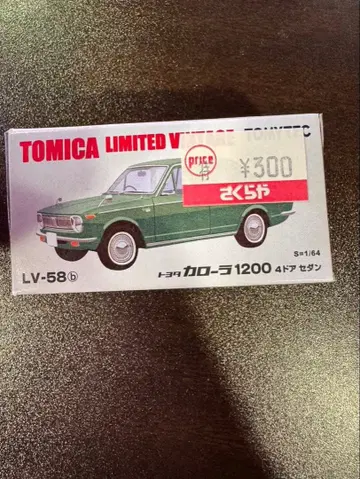 TOMICA LIMITED VINTAGE TOMYTEC
price
¥300
さくらや
S=1/64
LV-58ⓑ
トヨタ カローラ1200 4ドア セダン